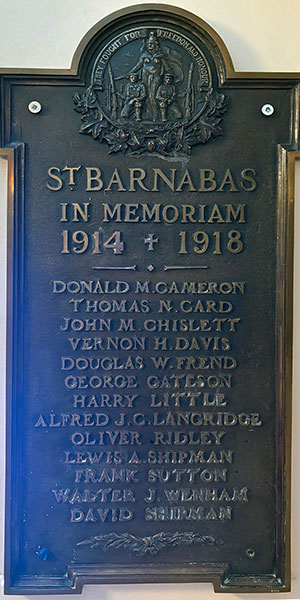 THEY FOUGHT FOR FREEDOM AND HONOUR
ST BARNABAS
IN MEMORIAM
1914 ✝ 1918
DONALD M. CAMERON
THOMAS N. CARD
JOHN M. CHISLETT
VERNON H. DAVIS
DOUGLAS W. FREND
GEORGE GATESON
HARRY LITTLE
ALFRED J. C. LANGRIDGE
OLIVER RIDLEY
LEWIS A. SHIPMAN
FRANK SUTTON
WALTER J. WENHAM
DAVID SHIPMAN